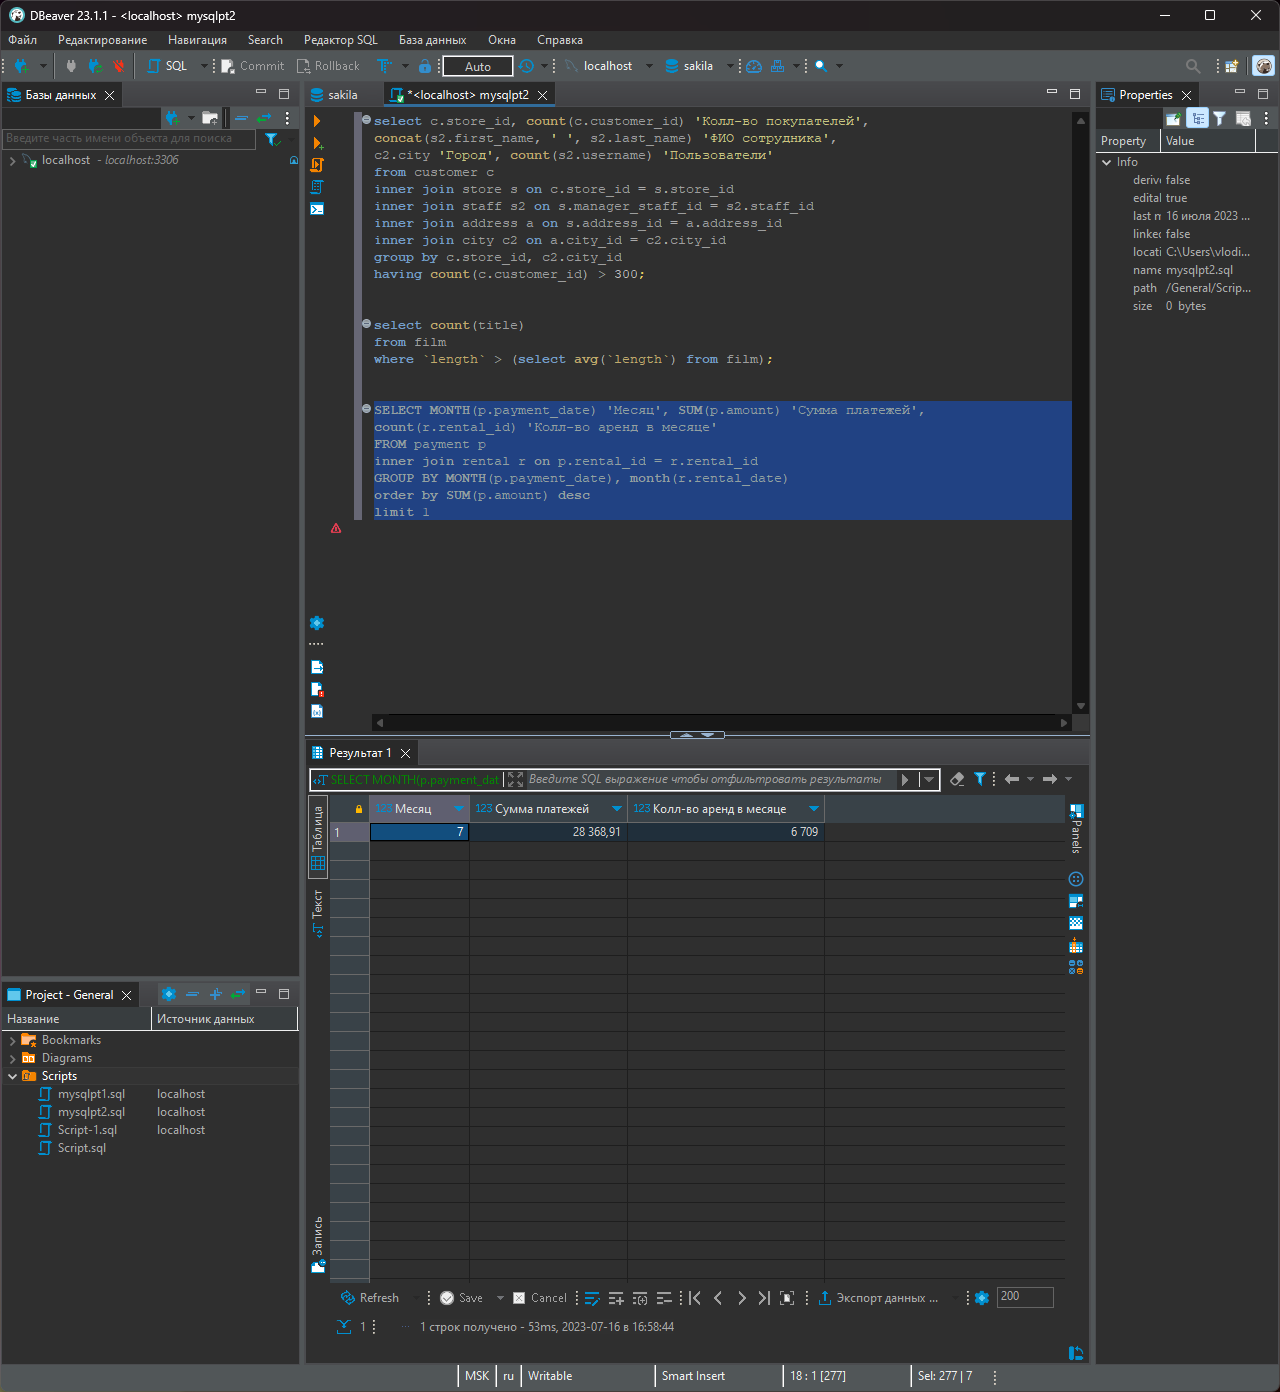 DBeaver 23.1.1 - <localhost> mysqlpt2
Файл Редактирование Навигация Search Редактор SQL База данных Окна Справка
SQL Commit Rollback Auto localhost sakila
Базы данных
Введите часть имени объекта для поиска
localhost - localhost:3306
sakila *<localhost> mysqlpt2
select c.store_id, count(c.customer_id) 'Колл-во покупателей',
concat(s2.first_name, ' ', s2.last_name) 'ФИО сотрудника',
c2.city 'Город', count(s2.username) 'Пользователи'
from customer c
inner join store s on c.store_id = s.store_id
inner join staff s2 on s.manager_staff_id = s2.staff_id
inner join address a on s.address_id = a.address_id
inner join city c2 on a.city_id = c2.city_id
group by c.store_id, c2.city_id
having count(c.customer_id) > 300;
select count(title)
from film
where `length` > (select avg(`length`) from film);
SELECT MONTH(p.payment_date) 'Месяц', SUM(p.amount) 'Сумма платежей',
count(r.rental_id) 'Колл-во аренд в месяце'
FROM payment p
inner join rental r on p.rental_id = r.rental_id
GROUP BY MONTH(p.payment_date), month(r.rental_date)
order by SUM(p.amount) desc
limit 1
Properties
Property Value
Info
derive false
edital true
last m 16 июля 2023 ...
linked false
locati C:\Users\vlodi...
name mysqlpt2.sql
path /General/Scrip...
size 0 bytes
Результат 1
SELECT MONTH(p.payment_dat Введите SQL выражение чтобы отфильтровать результаты
Таблица
Текст
Запись
123 Месяц 123 Сумма платежей 123 Колл-во аренд в месяце
1 7 28 368,91 6 709
Panels
Project - General
Название Источник данных
Bookmarks
Diagrams
Scripts
mysqlpt1.sql localhost
mysqlpt2.sql localhost
Script-1.sql localhost
Script.sql
Refresh Save Cancel Экспорт данных ... 200
1 1 строк получено - 53ms, 2023-07-16 в 16:58:44
MSK ru Writable Smart Insert 18 : 1 [277] Sel: 277 | 7